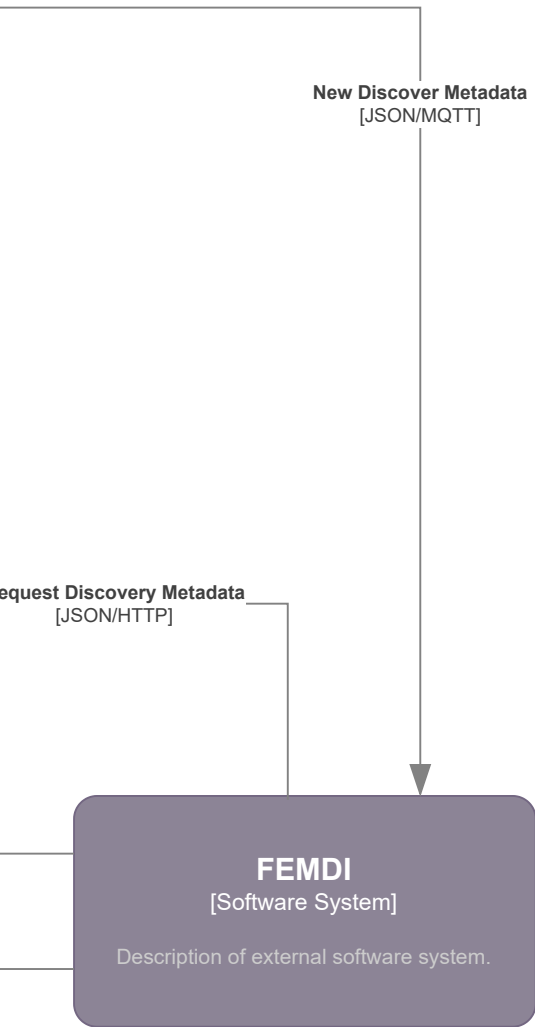 New Discover Metadata
[JSON/MQTT]
equest Discovery Metadata
[JSON/HTTP]
FEMDI
[Software System]
Description of external software system.